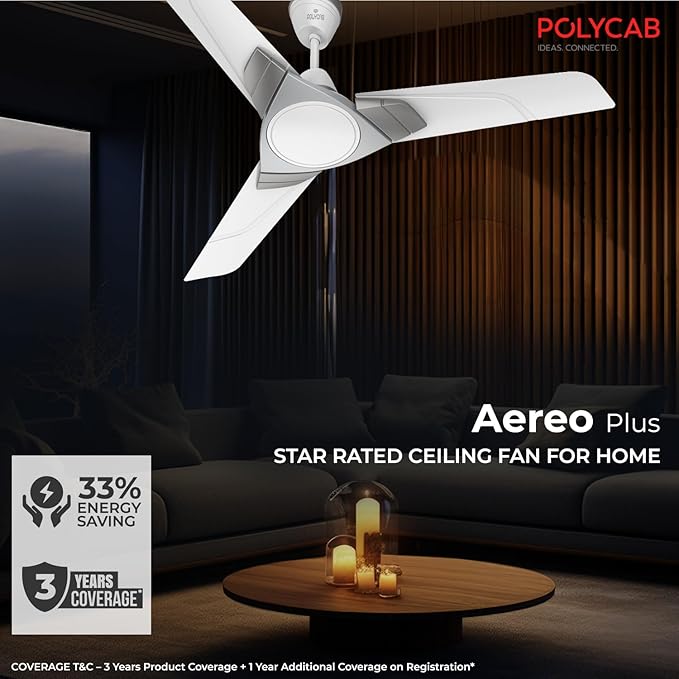 POLYCAB
POLYCAB
IDEAS. CONNECTED.
Aereo Plus
STAR RATED CEILING FAN FOR HOME
33%
ENERGY
SAVING
3 YEARS
COVERAGE*
COVERAGE T&C – 3 Years Product Coverage + 1 Year Additional Coverage on Registration*